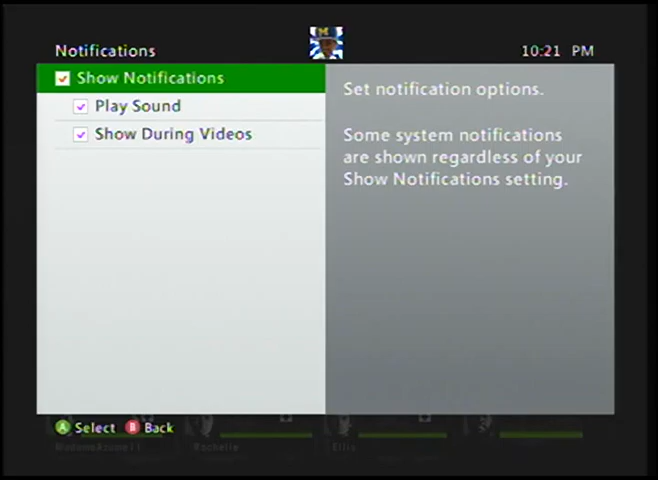 Notifications
10:21 PM
Show Notifications
Play Sound
Show During Videos
Set notification options.
Some system notifications
are shown regardless of your
Show Notifications setting.
A Select B Back
Rochelle
Ellis